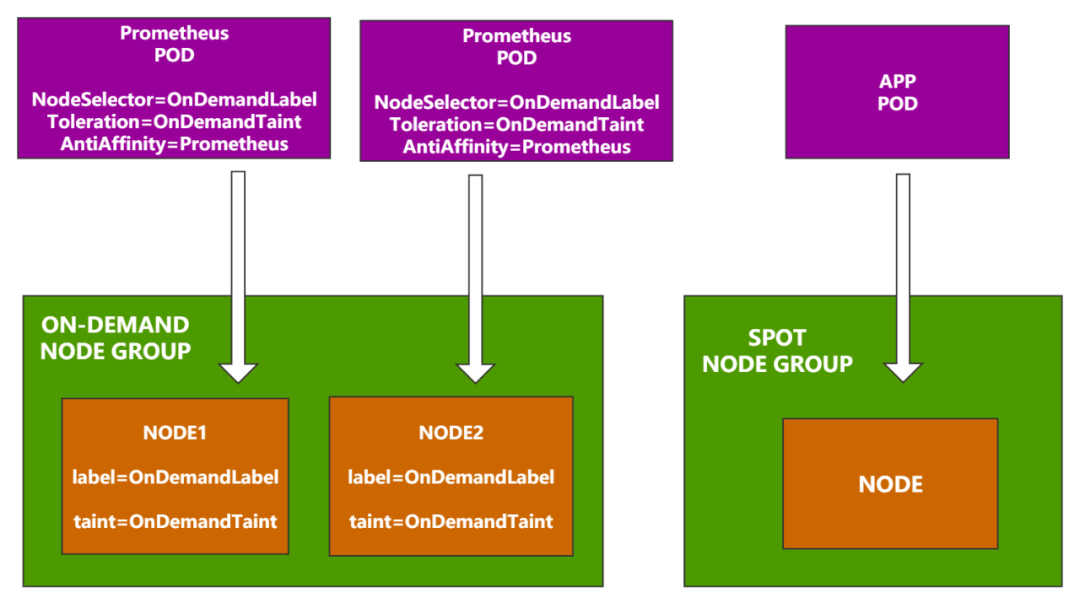 Prometheus
POD
NodeSelector=OnDemandLabel
Toleration=OnDemandTaint
AntiAffinity=Prometheus
Prometheus
POD
NodeSelector=OnDemandLabel
Toleration=OnDemandTaint
AntiAffinity=Prometheus
APP
POD
ON-DEMAND
NODE GROUP
NODE1
label=OnDemandLabel
taint=OnDemandTaint
NODE2
label=OnDemandLabel
taint=OnDemandTaint
SPOT
NODE GROUP
NODE